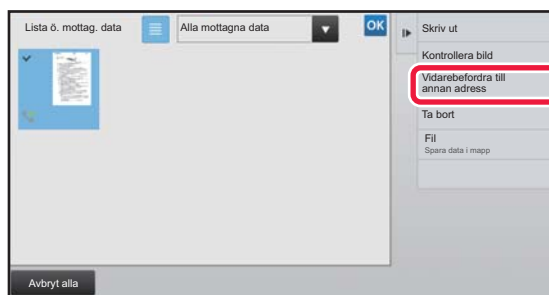 Lista ö. mottag. data
Alla mottagna data
OK
Skriv ut
Kontrollera bild
Vidarebefordra till
annan adress
Ta bort
Fil
Spara data i mapp
Avbryt alla